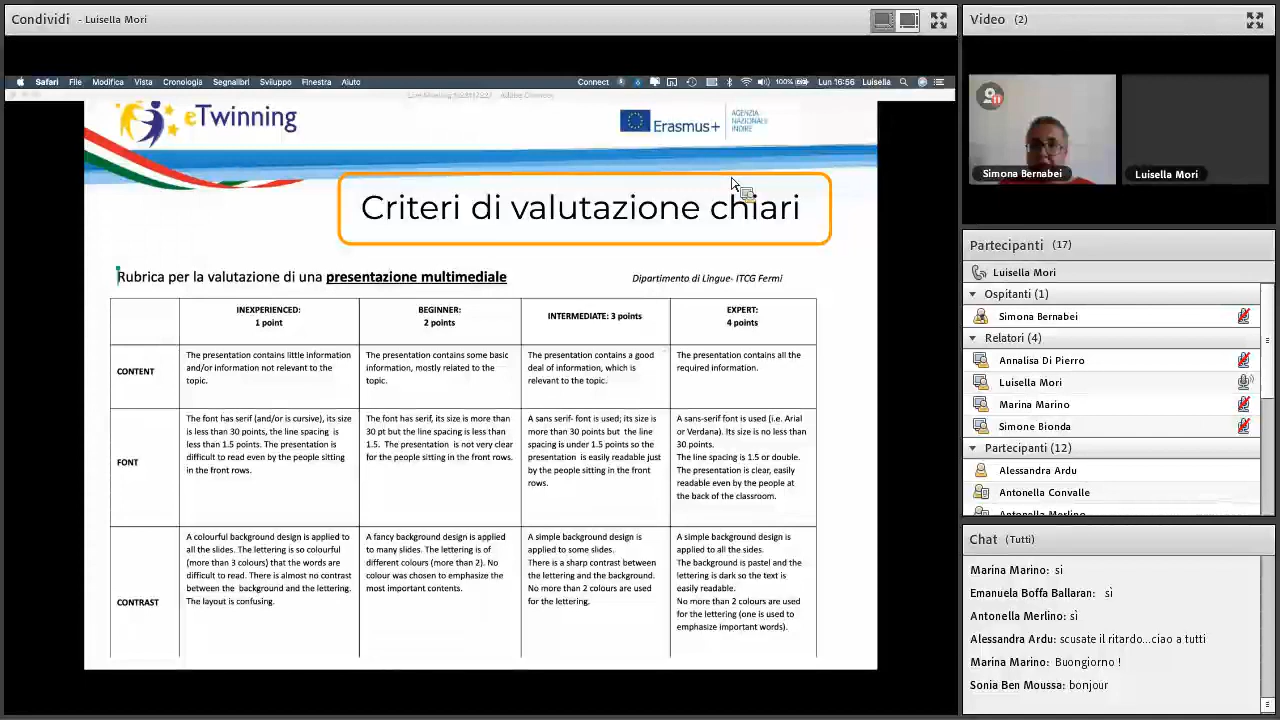 Condividi - Luisella Mori
Safari File Modifica Vista Cronologia Segnalibri Sviluppo Finestra Aiuto
Connect 100% Lun 16:56 Luisella
eTwinning
Erasmus+
AGENZIA
NAZIONALE
INDIRE
Criteri di valutazione chiari
Rubrica per la valutazione di una presentazione multimediale
Dipartimento di Lingue- ITCG Fermi
INEXPERIENCED:
1 point
BEGINNER:
2 points
INTERMEDIATE: 3 points
EXPERT:
4 points
CONTENT
The presentation contains little information
and/or information not relevant to the
topic.
The presentation contains some basic
information, mostly related to the
topic.
The presentation contains a good
deal of information, which is
relevant to the topic.
The presentation contains all the
required information.
FONT
The font has serif (and/or is cursive), its size
is less than 30 points, the line spacing is
less than 1.5 points. The presentation is
difficult to read even by the people sitting
in the front rows.
The font has serif, its size is more than
30 pt but the line spacing is less than
1.5. The presentation is not very clear
for the people sitting in the front rows.
A sans serif- font is used; its size is
more than 30 points but the line
spacing is under 1.5 points so the
presentation is easily readable just
by the people sitting in the front
rows.
A sans-serif font is used (i.e. Arial
or Verdana). Its size is no less than
30 points.
The line spacing is 1.5 or double.
The presentation is clear, easily
readable even by the people at
the back of the classroom.
CONTRAST
A colourful background design is applied to
all the slides. The lettering is so colourful
(more than 3 colours) that the words are
difficult to read. There is almost no contrast
between the background and the lettering.
The layout is confusing.
A fancy background design is applied
to many slides. The lettering is of
different colours (more than 2). No
colour was chosen to emphasize the
most important contents.
A simple background design is
applied to some slides.
There is a sharp contrast between
the lettering and the background.
No more than 2 colours are used
for the lettering.
A simple background design is
applied to all the slides.
The background is pastel and the
lettering is dark so the text is
easily readable.
No more than 2 colours are used
for the lettering (one is used to
emphasize important words).
Video (2)
Simona Bernabei
Luisella Mori
Partecipanti (17)
Luisella Mori
Ospitanti (1)
Simona Bernabei
Relatori (4)
Annalisa Di Pierro
Luisella Mori
Marina Marino
Simone Bionda
Partecipanti (12)
Alessandra Ardu
Antonella Convalle
Antonella Merlino
Chat (Tutti)
Marina Marino: si
Emanuela Boffa Ballaran: sì
Antonella Merlino: sì
Alessandra Ardu: scusate il ritardo...ciao a tutti
Marina Marino: Buongiorno !
Sonia Ben Moussa: bonjour